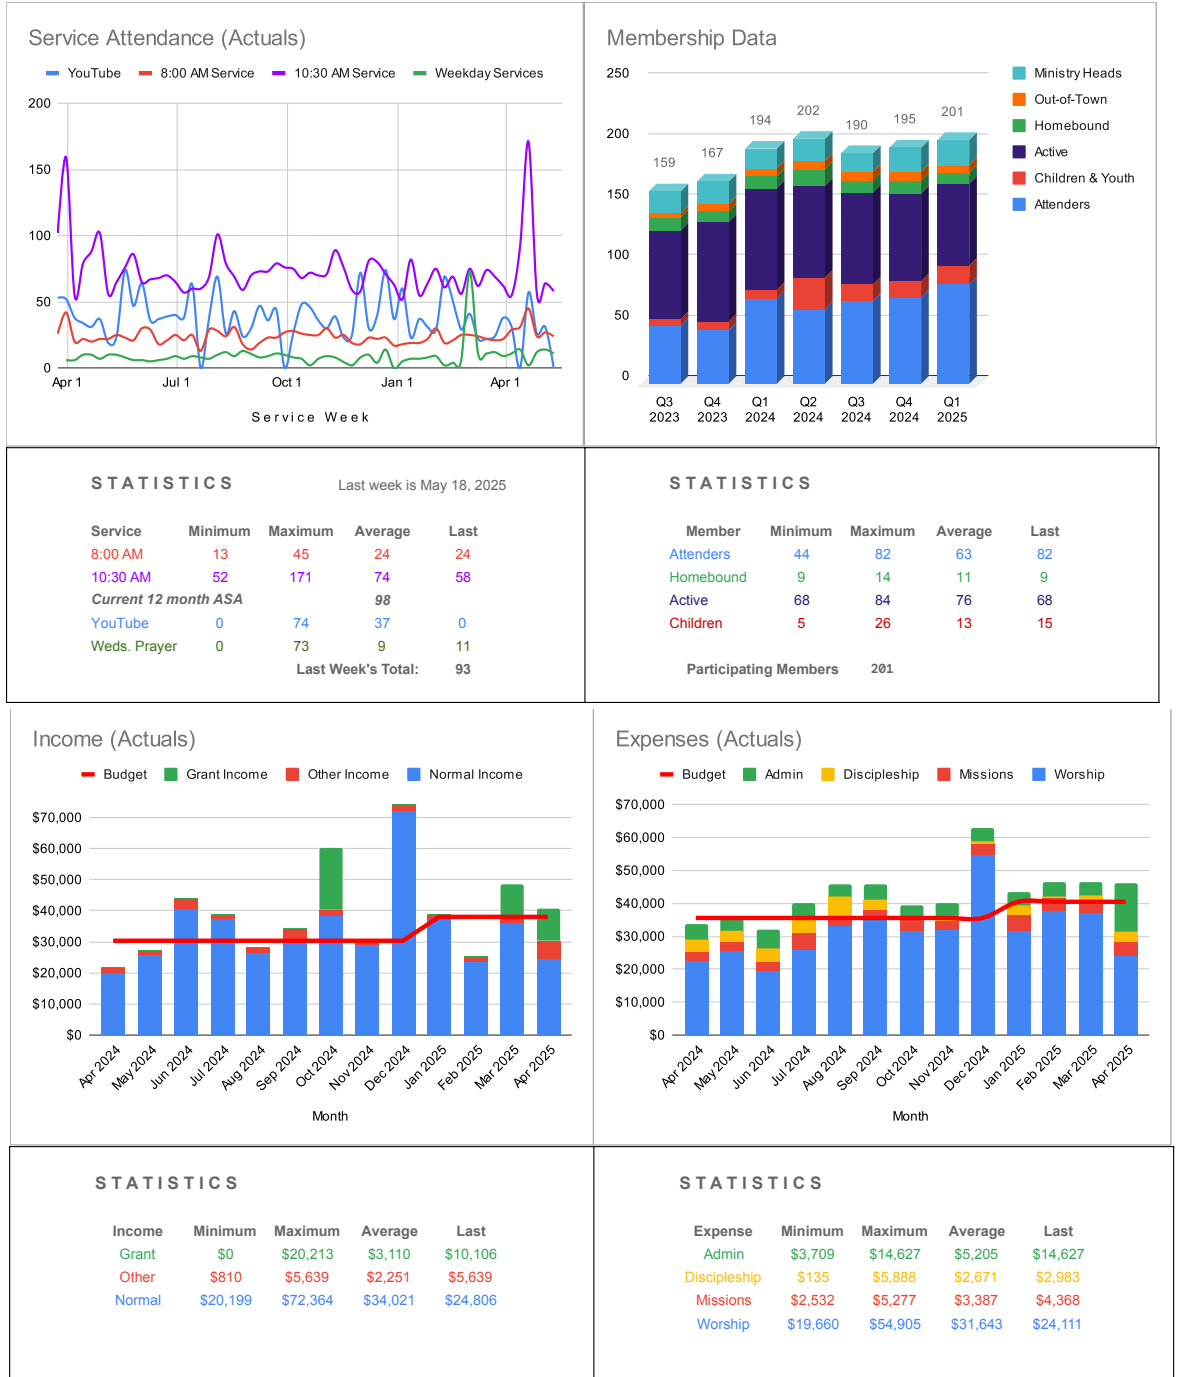 Service Attendance (Actuals)
YouTube 8:00 AM Service 10:30 AM Service Weekday Services
200
150
100
50
0
Apr 1 Jul 1 Oct 1 Jan 1 Apr 1
Service Week
Membership Data
250
200
150
100
50
0
159 167 194 202 190 195 201
Q3 2023 Q4 2023 Q1 2024 Q2 2024 Q3 2024 Q4 2024 Q1 2025
Ministry Heads
Out-of-Town
Homebound
Active
Children & Youth
Attenders
STATISTICS Last week is May 18, 2025
Service Minimum Maximum Average Last
8:00 AM 13 45 24 24
10:30 AM 52 171 74 58
Current 12 month ASA 98
YouTube 0 74 37 0
Weds. Prayer 0 73 9 11
Last Week's Total: 93
STATISTICS
Member Minimum Maximum Average Last
Attenders 44 82 63 82
Homebound 9 14 11 9
Active 68 84 76 68
Children 5 26 13 15
Participating Members 201
Income (Actuals)
Budget Grant Income Other Income Normal Income
$70,000
$60,000
$50,000
$40,000
$30,000
$20,000
$10,000
$0
Apr 2024 May 2024 Jun 2024 Jul 2024 Aug 2024 Sep 2024 Oct 2024 Nov 2024 Dec 2024 Jan 2025 Feb 2025 Mar 2025 Apr 2025
Month
Expenses (Actuals)
Budget Admin Discipleship Missions Worship
$70,000
$60,000
$50,000
$40,000
$30,000
$20,000
$10,000
$0
Apr 2024 May 2024 Jun 2024 Jul 2024 Aug 2024 Sep 2024 Oct 2024 Nov 2024 Dec 2024 Jan 2025 Feb 2025 Mar 2025 Apr 2025
Month
STATISTICS
Income Minimum Maximum Average Last
Grant $0 $20,213 $3,110 $10,106
Other $810 $5,639 $2,251 $5,639
Normal $20,199 $72,364 $34,021 $24,806
STATISTICS
Expense Minimum Maximum Average Last
Admin $3,709 $14,627 $5,205 $14,627
Discipleship $135 $5,888 $2,671 $2,983
Missions $2,532 $5,277 $3,387 $4,368
Worship $19,660 $54,905 $31,643 $24,111